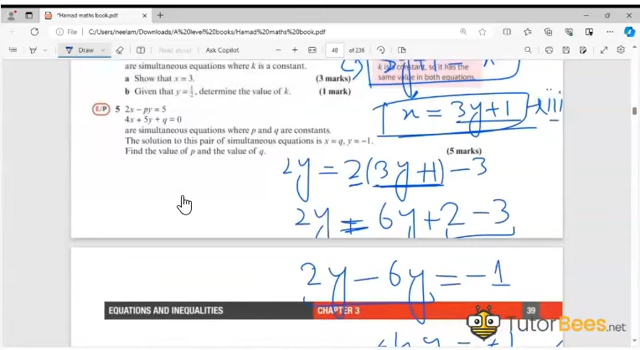 *Hamad maths book.pdf
File
C:/Users/neelam/Downloads/A%20level%20books/Hamad%20maths%20book.pdf
Draw
Read aloud
Ask Copilot
40
of 236
are simultaneous equations where k is a constant.
a Show that x = 3.
(3 marks)
b Given that y = 1/2, determine the value of k.
(1 mark)
k is a constant, so it has the
same value in both equations.
x = 3y+1 → iii
E/P 5 2x − py = 5
4x + 5y + q = 0
are simultaneous equations where p and q are constants.
The solution to this pair of simultaneous equations is x = q, y = −1.
Find the value of p and the value of q.
(5 marks)
2y = 2(3y+1) − 3
2y = 6y + 2 − 3
2y − 6y = −1
EQUATIONS AND INEQUALITIES
CHAPTER 3
39
TutorBees.net